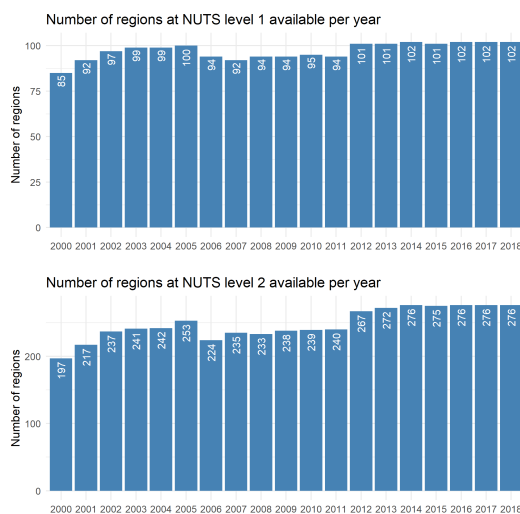 Number of regions at NUTS level 1 available per year
Number of regions
100
75
50
25
0
85 92 97 99 99 100 94 92 94 94 95 94 101 101 102 101 102 102 102
2000 2001 2002 2003 2004 2005 2006 2007 2008 2009 2010 2011 2012 2013 2014 2015 2016 2017 2018
Number of regions at NUTS level 2 available per year
Number of regions
200
100
0
197 217 237 241 242 253 224 235 233 238 239 240 267 272 276 275 276 276 276
2000 2001 2002 2003 2004 2005 2006 2007 2008 2009 2010 2011 2012 2013 2014 2015 2016 2017 2018